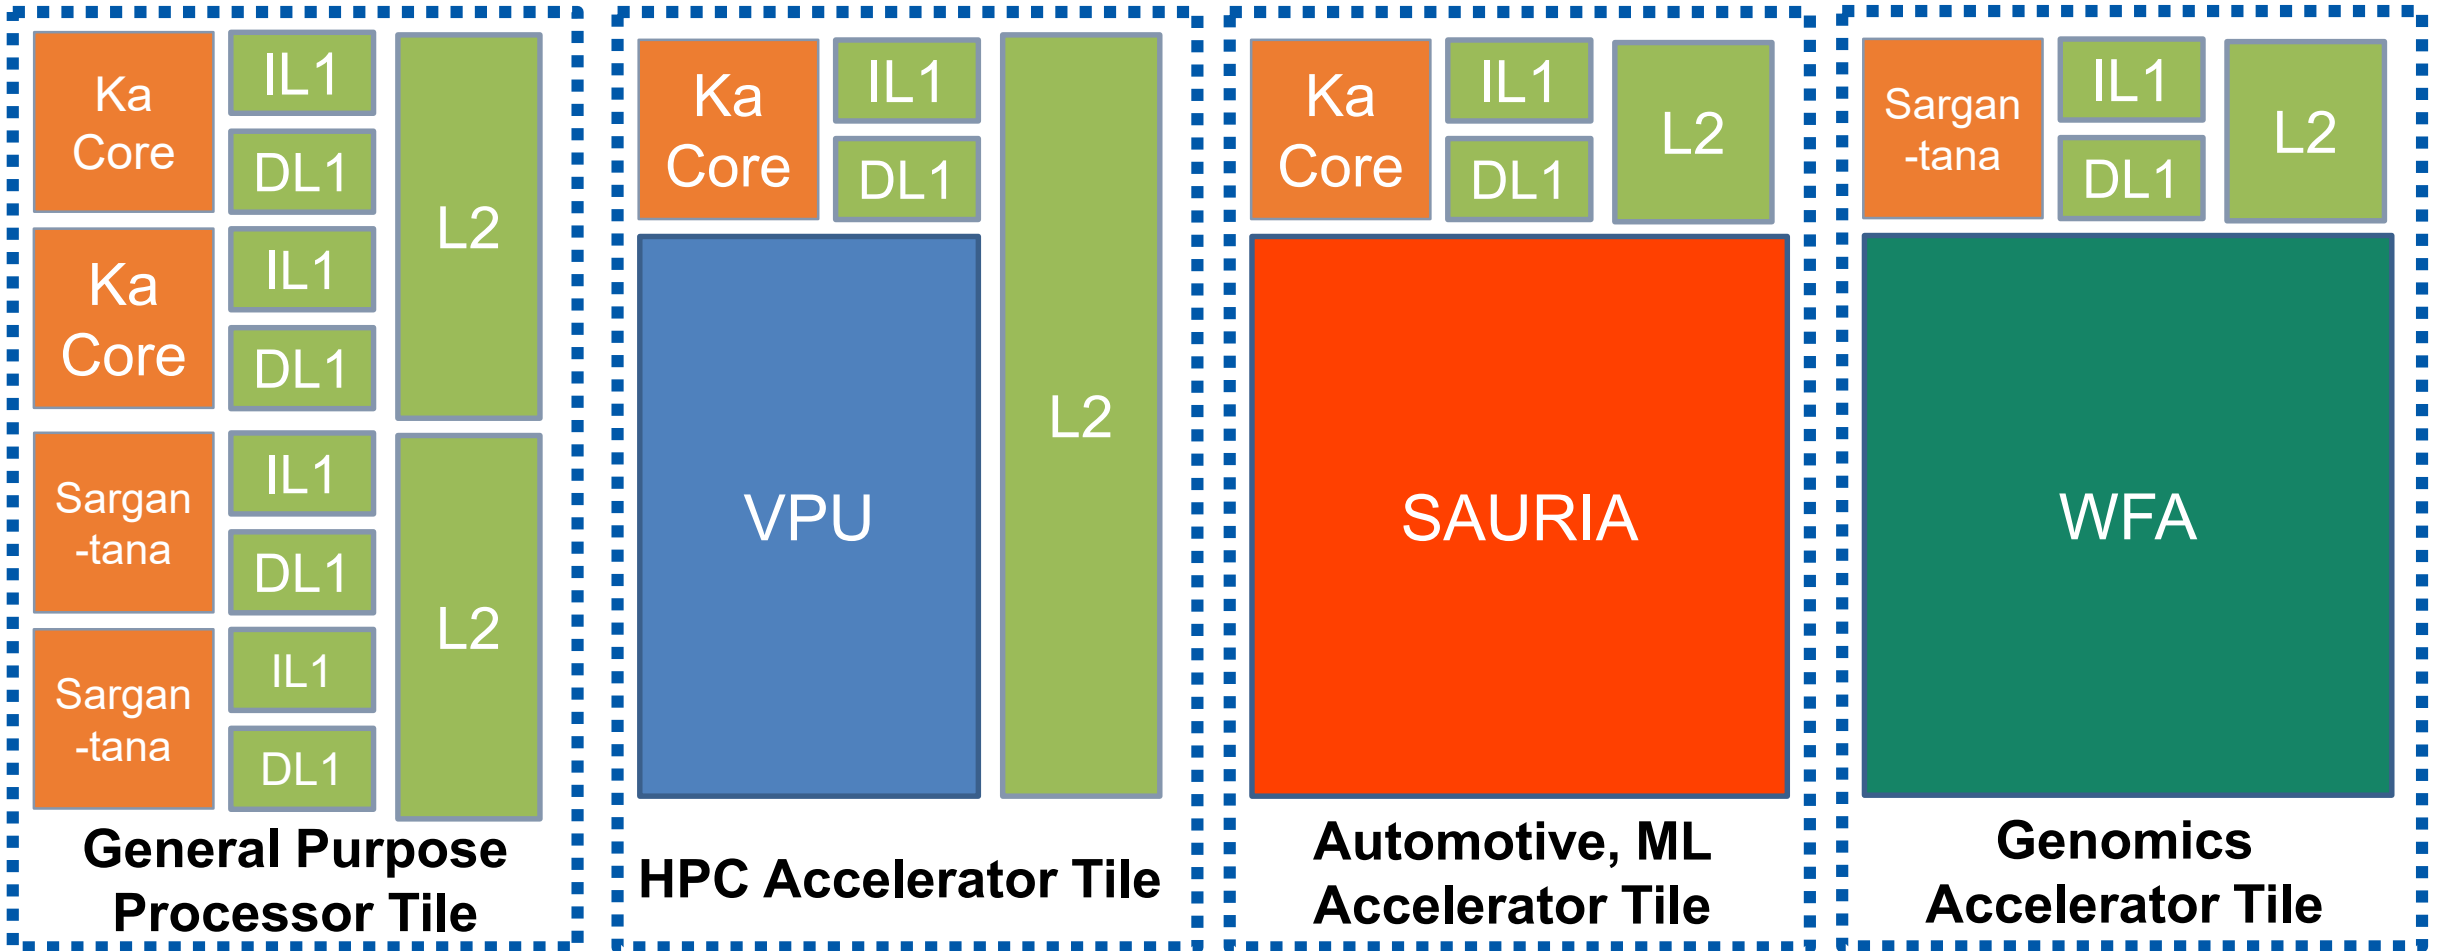 Ka
Core
IL1
DL1
L2
Ka
Core
IL1
DL1
Sargan
-tana
IL1
DL1
L2
Sargan
-tana
IL1
DL1
General Purpose
Processor Tile
Ka
Core
IL1
DL1
L2
VPU
HPC Accelerator Tile
Ka
Core
IL1
DL1
L2
SAURIA
Automotive, ML
Accelerator Tile
Sargan
-tana
IL1
DL1
L2
WFA
Genomics
Accelerator Tile